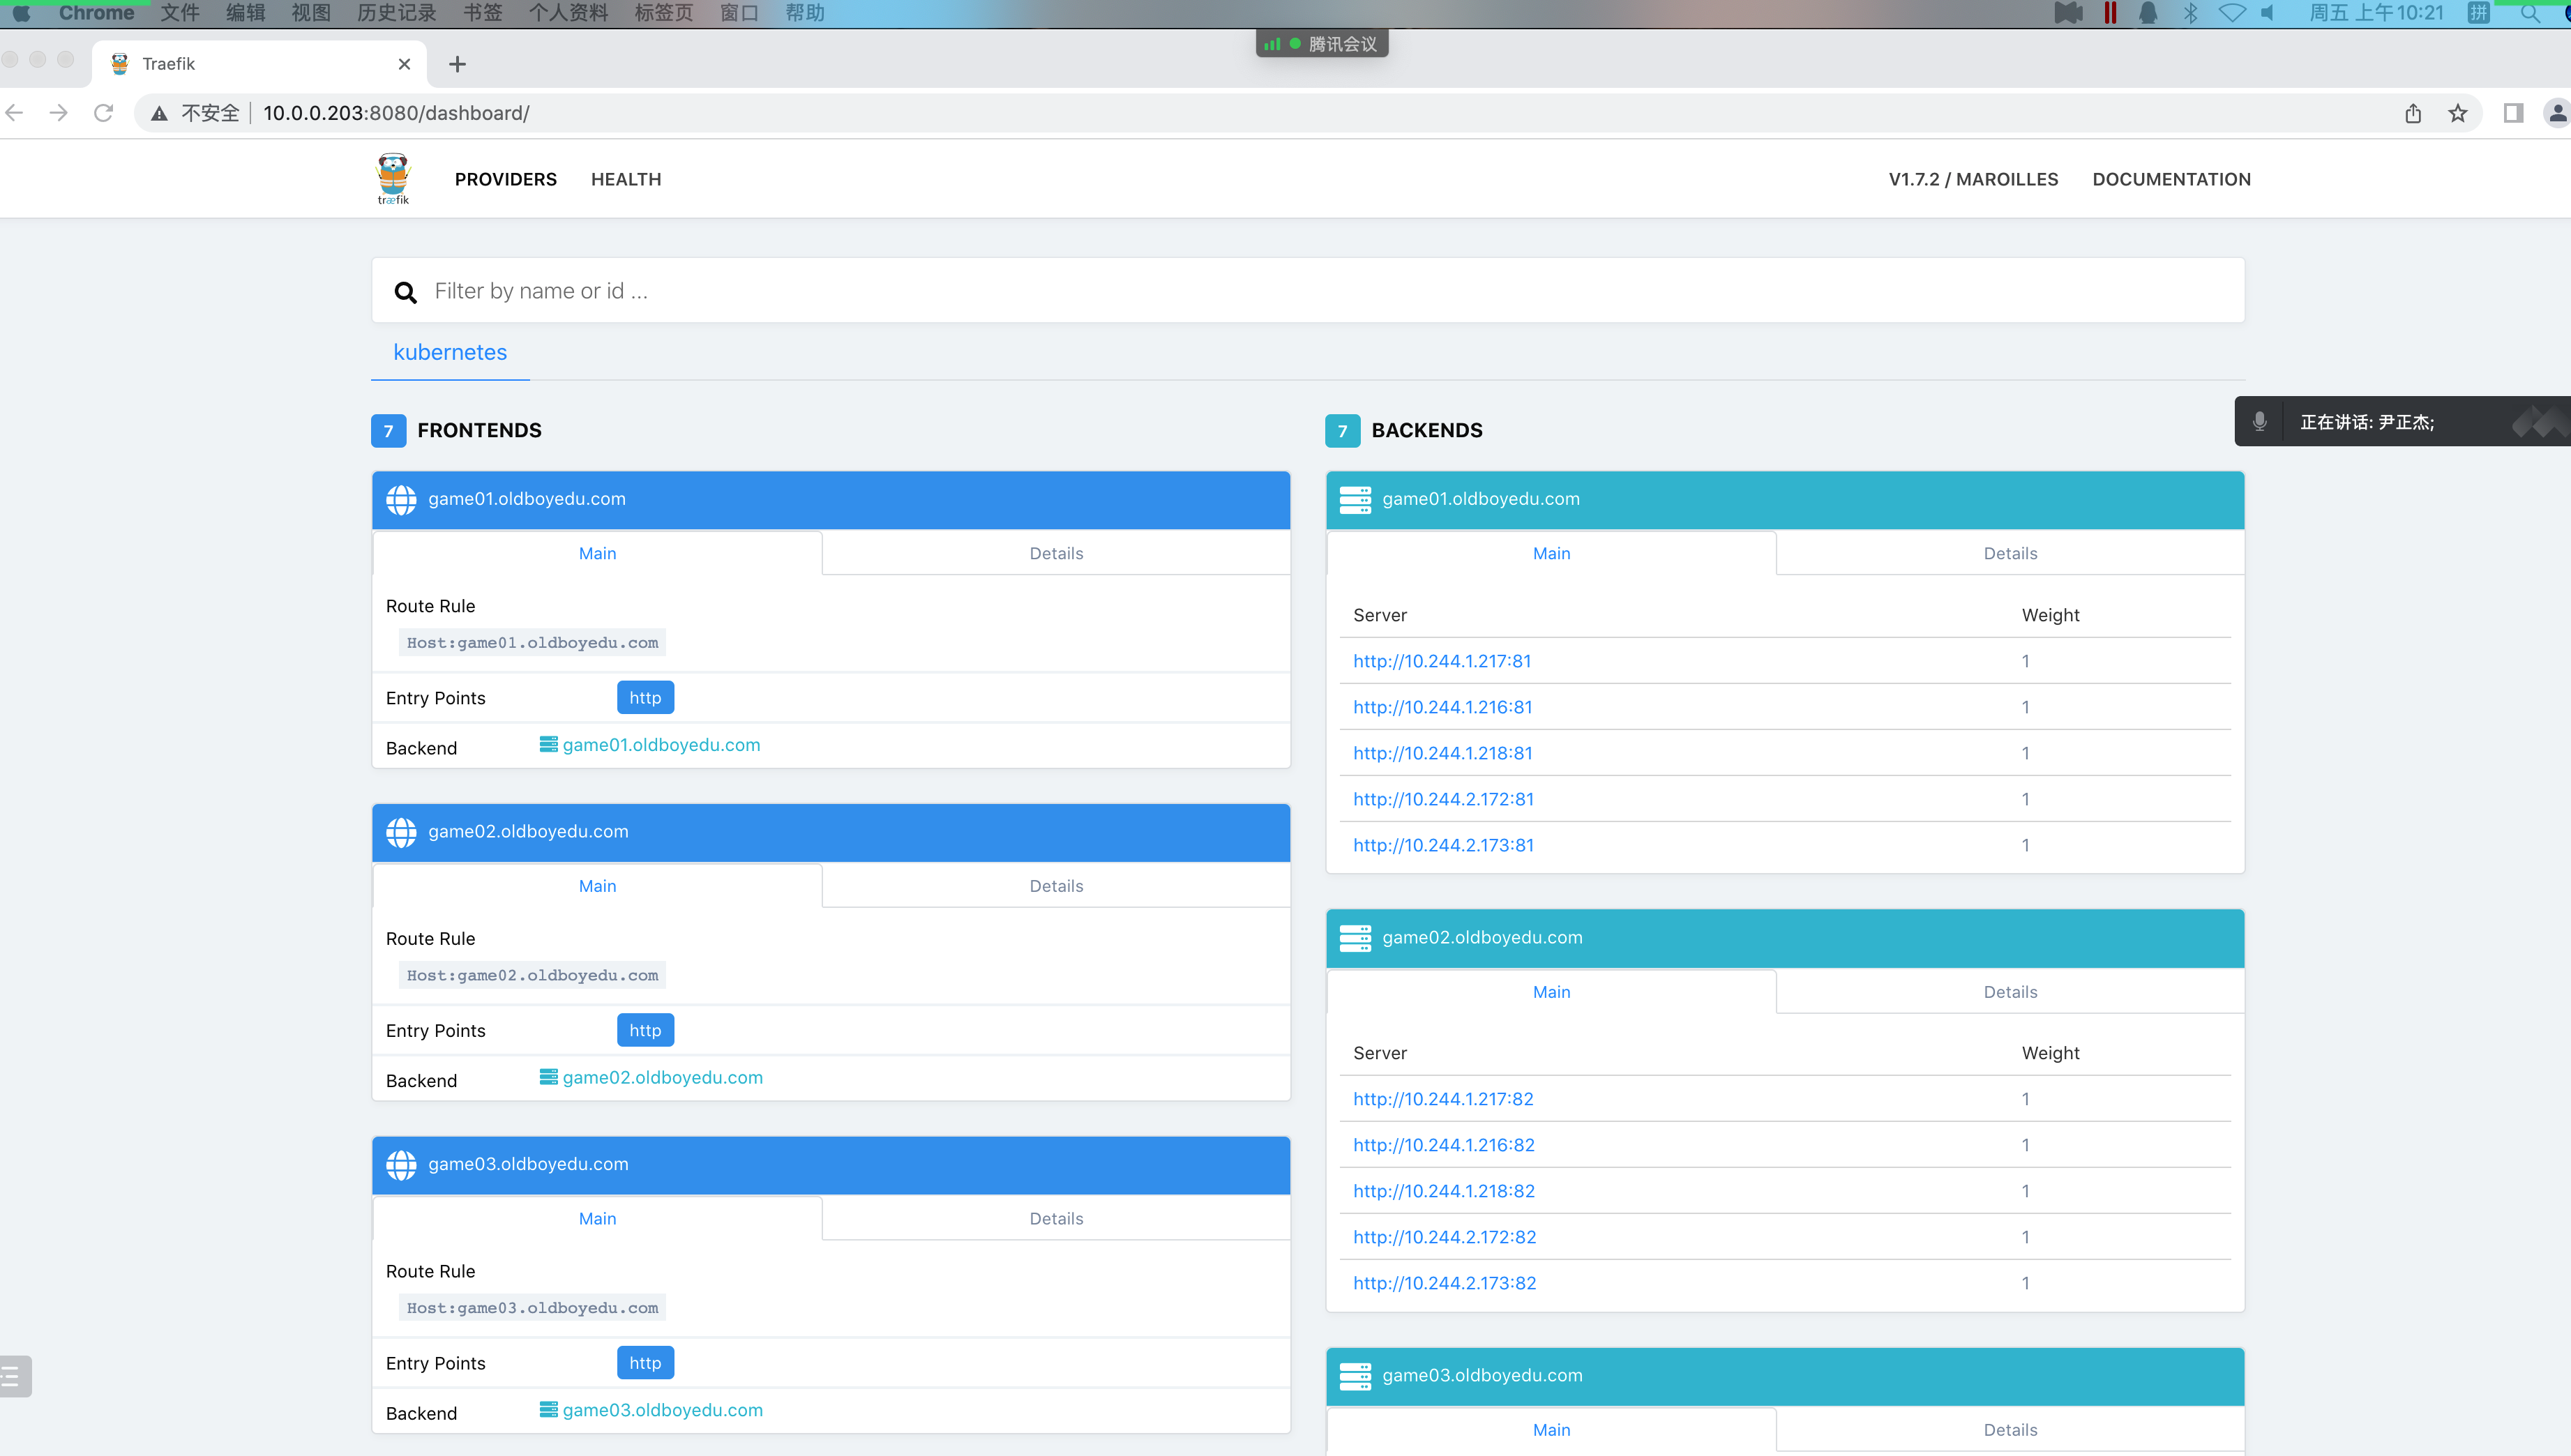 Chrome 文件 编辑 视图 历史记录 书签 个人资料 标签页 窗口 帮助 周五 上午10:21 拼
腾讯会议
Traefik
不安全 10.0.0.203:8080/dashboard/
træfik PROVIDERS HEALTH V1.7.2 / MAROILLES DOCUMENTATION
Filter by name or id ...
kubernetes
7 FRONTENDS
game01.oldboyedu.com
Main Details
Route Rule
Host:game01.oldboyedu.com
Entry Points http
Backend game01.oldboyedu.com
game02.oldboyedu.com
Main Details
Route Rule
Host:game02.oldboyedu.com
Entry Points http
Backend game02.oldboyedu.com
game03.oldboyedu.com
Main Details
Route Rule
Host:game03.oldboyedu.com
Entry Points http
Backend game03.oldboyedu.com
7 BACKENDS
game01.oldboyedu.com
Main Details
Server Weight
http://10.244.1.217:81 1
http://10.244.1.216:81 1
http://10.244.1.218:81 1
http://10.244.2.172:81 1
http://10.244.2.173:81 1
game02.oldboyedu.com
Main Details
Server Weight
http://10.244.1.217:82 1
http://10.244.1.216:82 1
http://10.244.1.218:82 1
http://10.244.2.172:82 1
http://10.244.2.173:82 1
game03.oldboyedu.com
Main Details
正在讲话: 尹正杰;